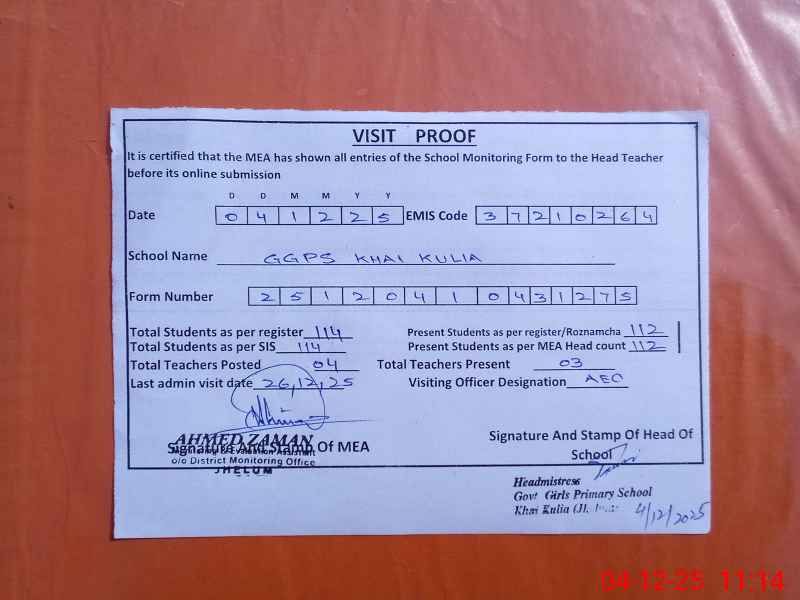 VISIT PROOF
It is certified that the MEA has shown all entries of the School Monitoring Form to the Head Teacher
before its online submission
D D M M Y Y
Date 0 4 1 2 2 5 EMIS Code 3 7 2 1 0 2 6 4
School Name GGPS KHAI KULIA
Form Number 2 5 1 2 0 4 1 0 4 3 1 2 7 5
Total Students as per register 114 Present Students as per register/Roznamcha 112
Total Students as per SIS 114 Present Students as per MEA Head count 112
Total Teachers Posted 04 Total Teachers Present 03
Last admin visit date 26,12,25 Visiting Officer Designation AEO
Signature And Stamp Of MEA
AHMED ZAMAN
Monitoring & Evaluation Assistant
o/o District Monitoring Office
JHELUM
Signature And Stamp Of Head Of
School
Headmistress
Govt Girls Primary School
Khai Kulia
4/12/2025
04-12-25 11:14